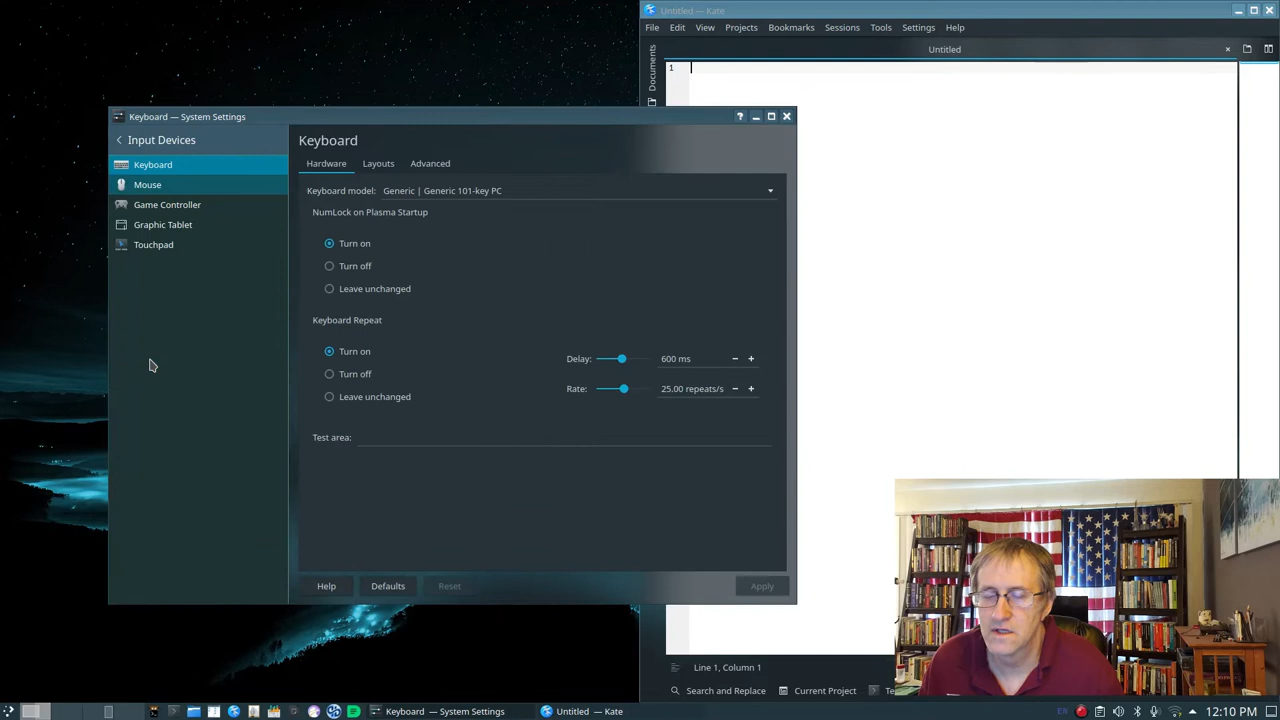 Untitled — Kate
File Edit View Projects Bookmarks Sessions Tools Settings Help
Untitled
Documents
1
Keyboard — System Settings
Input Devices
Keyboard
Mouse
Game Controller
Graphic Tablet
Touchpad
Keyboard
Hardware Layouts Advanced
Keyboard model: Generic | Generic 101-key PC
NumLock on Plasma Startup
Turn on
Turn off
Leave unchanged
Keyboard Repeat
Turn on
Turn off
Leave unchanged
Delay: 600 ms
Rate: 25.00 repeats/s
Test area:
Help Defaults Reset Apply
Line 1, Column 1
Search and Replace Current Project Te
Keyboard — System Settings Untitled — Kate
12:10 PM